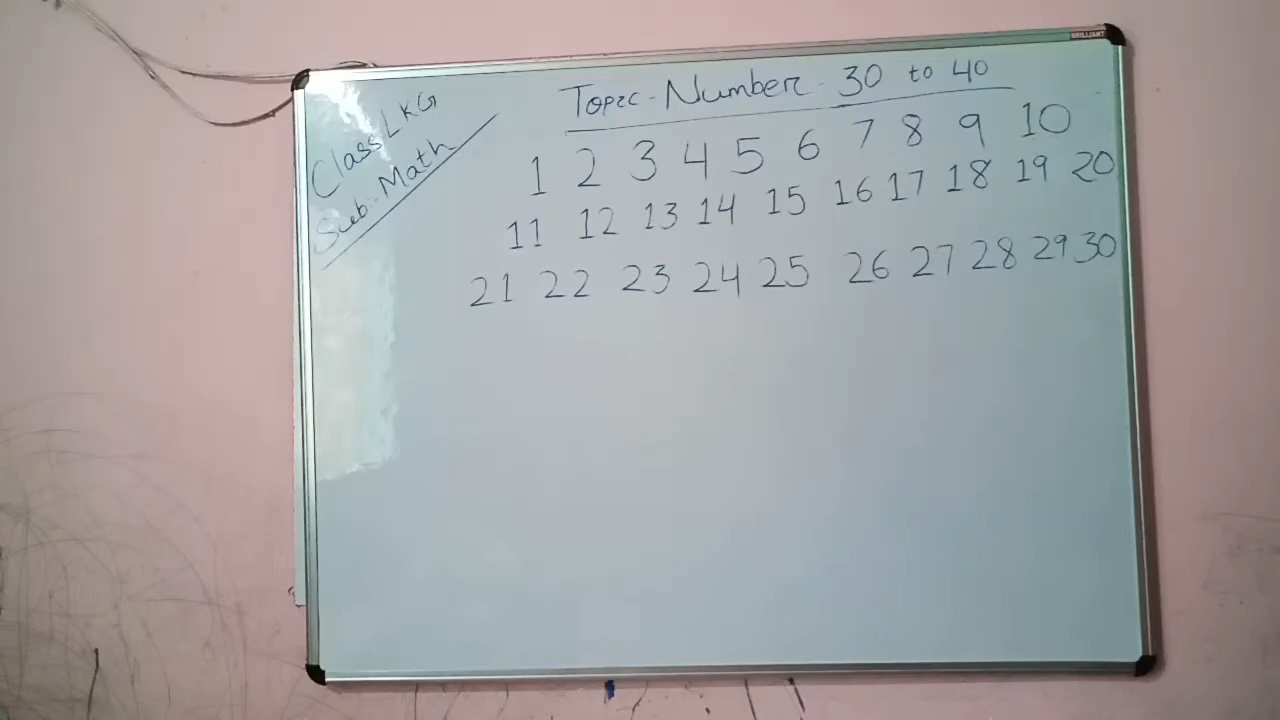 BRILLIANT
Class LKG
Sub-Math
Topic-Number-30 to 40
1 2 3 4 5 6 7 8 9 10
11 12 13 14 15 16 17 18 19 20
21 22 23 24 25 26 27 28 29 30